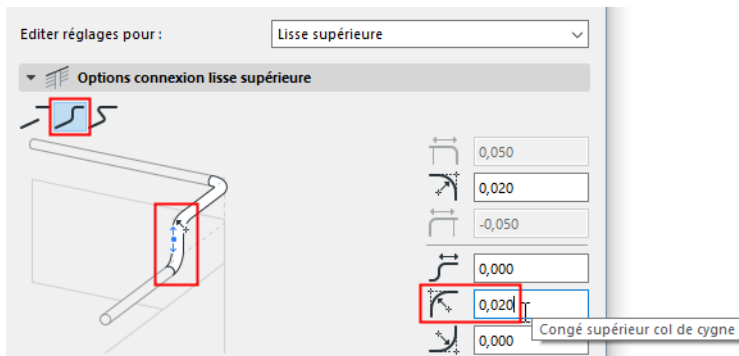 Editer réglages pour : Lisse supérieure
Options connexion lisse supérieure
0,050
0,020
-0,050
0,000
0,020
Congé supérieur col de cygne
0,000